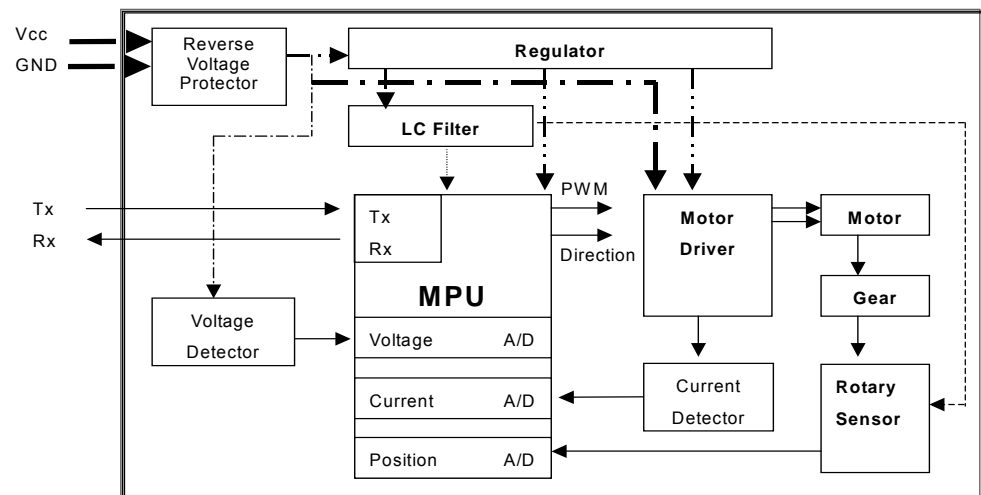 Vcc
GND
Reverse
Voltage
Protector
Regulator
LC Filter
Tx
Rx
Tx
Rx
PWM
Direction
MPU
Motor
Driver
Motor
Gear
Voltage
Detector
Voltage A/D
Current A/D
Position A/D
Current
Detector
Rotary
Sensor